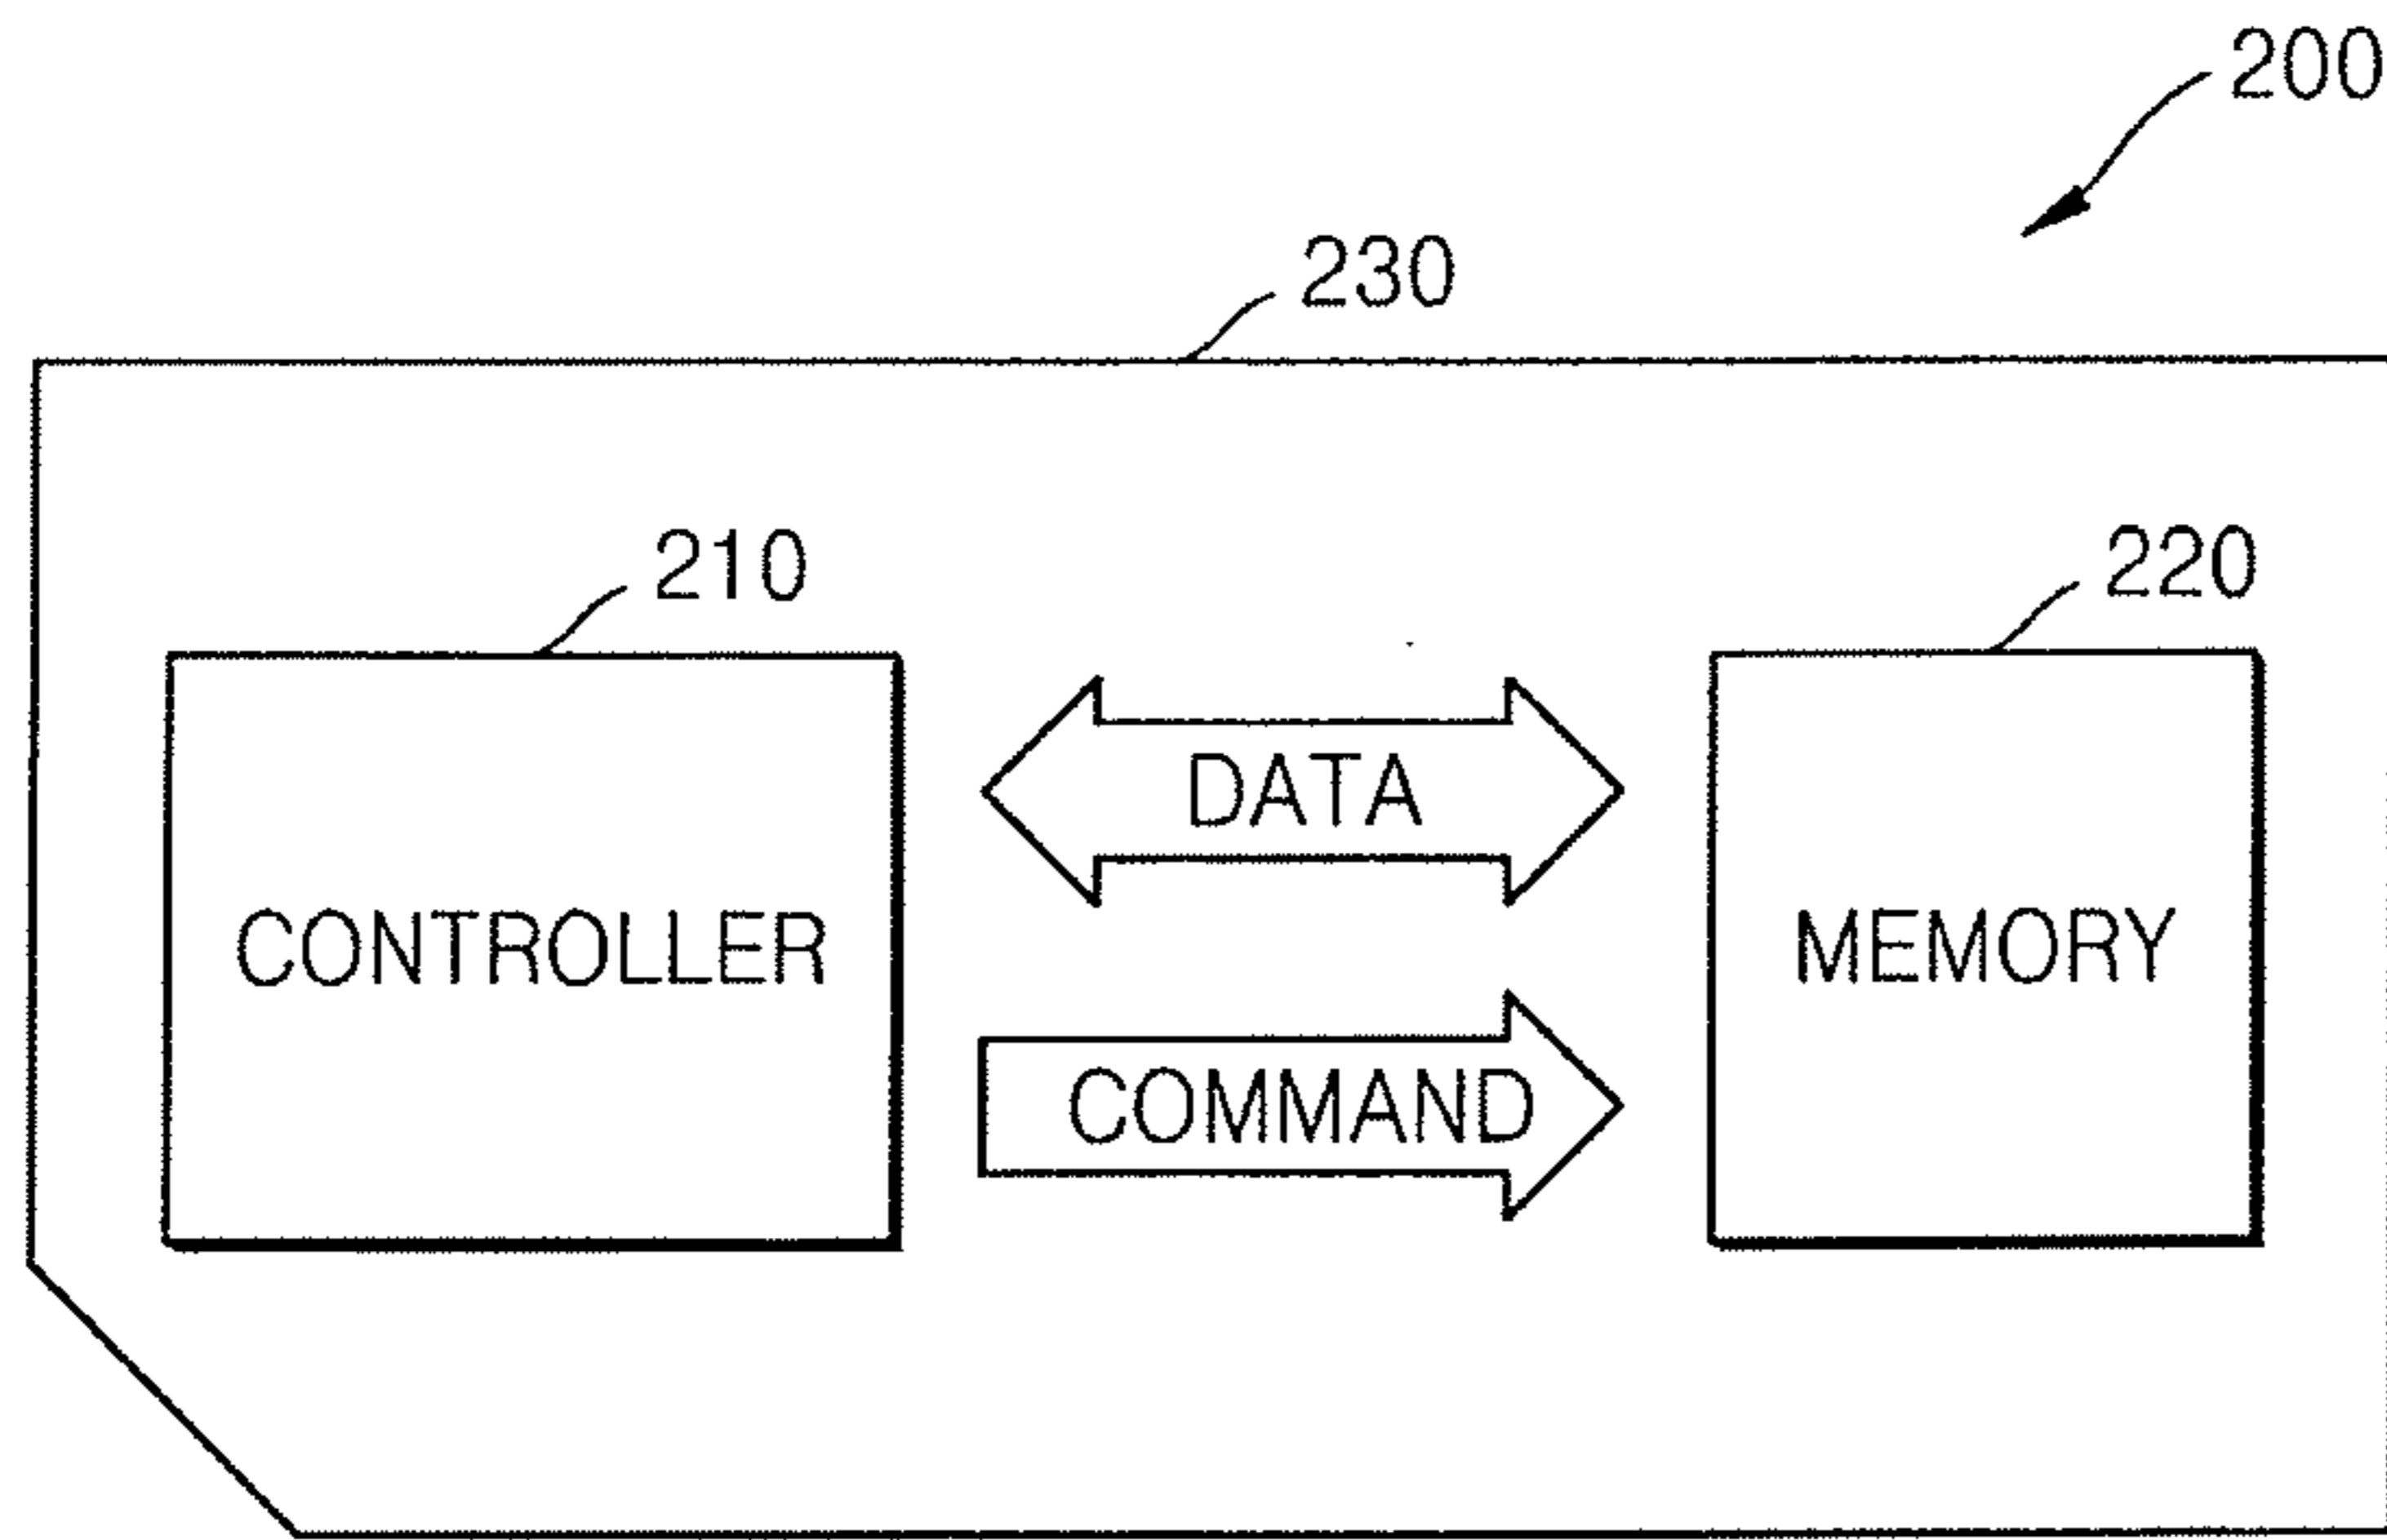 200
230
210
220
DATA
CONTROLLER
MEMORY
COMMAND